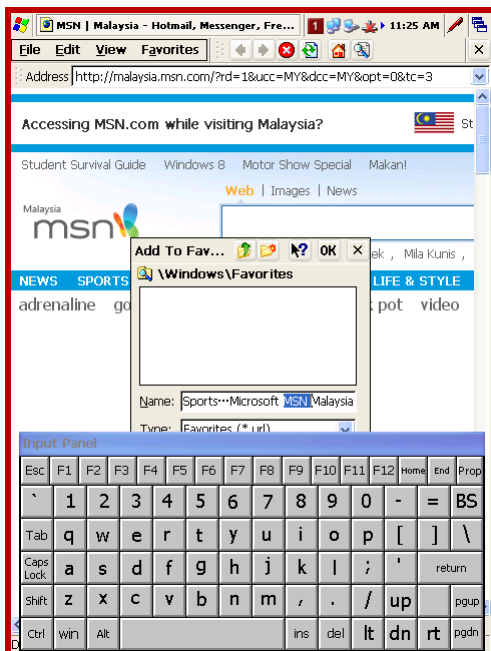 MSN | Malaysia - Hotmail, Messenger, Fre... 1 11:25 AM
File Edit View Favorites
Address http://malaysia.msn.com/?rd=1&ucc=MY&dcc=MY&opt=0&tc=3
Accessing MSN.com while visiting Malaysia? St
Student Survival Guide Windows 8 Motor Show Special Makan!
Web | Images | News
Malaysia
msn
Add To Fav... OK
ek , Mila Kunis ,
\Windows\Favorites
NEWS SPORTS LIFE & STYLE
adrenaline go pot video
Name: Sports···Microsoft MSN Malaysia
Type: Favorites (*.url)
Input Panel
Esc F1 F2 F3 F4 F5 F6 F7 F8 F9 F10 F11 F12 Home End Prop
` 1 2 3 4 5 6 7 8 9 0 - = BS
Tab q w e r t y u i o p [ ] \
Caps Lock a s d f g h j k l ; ' return
Shift z x c v b n m , . / up pgup
Ctrl win Alt ins del lt dn rt pgdn